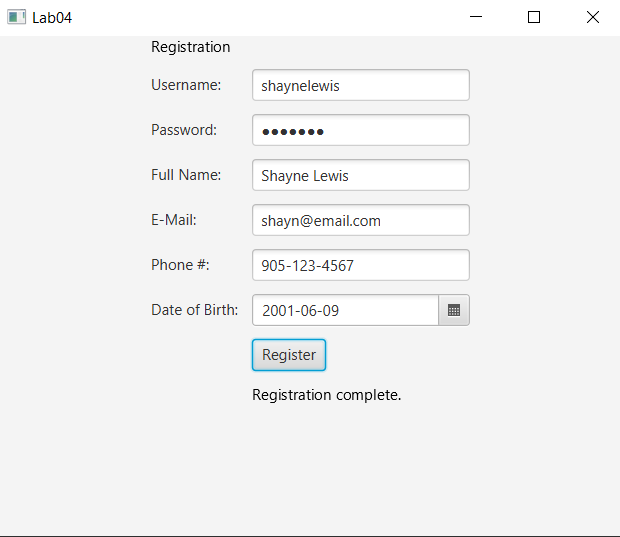 Lab04
Registration
Username: shaynelewis
Password: ●●●●●●●
Full Name: Shayne Lewis
E-Mail: shayn@email.com
Phone #: 905-123-4567
Date of Birth: 2001-06-09
Register
Registration complete.